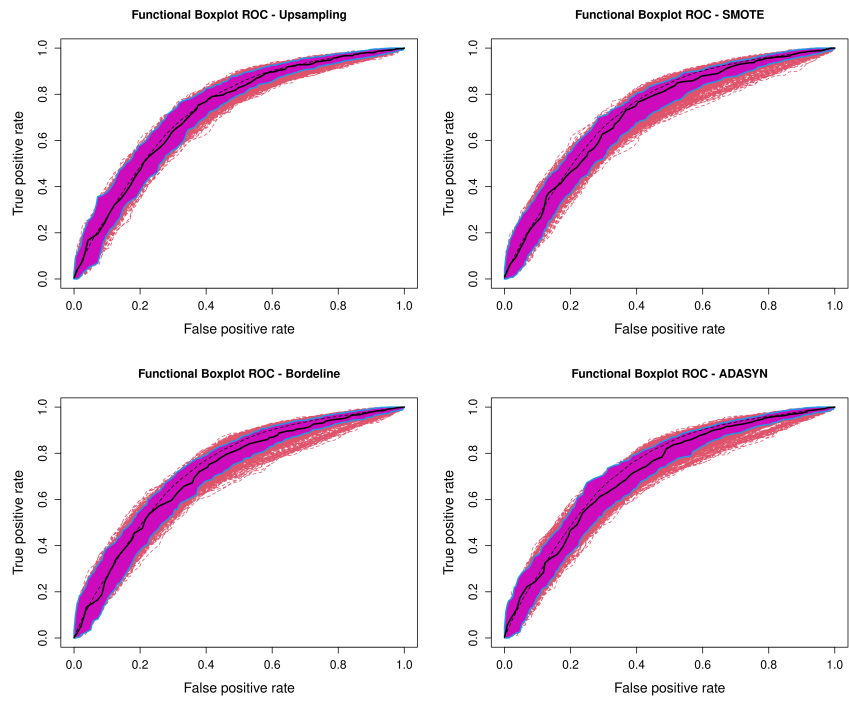 Functional Boxplot ROC - Upsampling
True positive rate
1.0
0.8
0.6
0.4
0.2
0.0
0.0 0.2 0.4 0.6 0.8 1.0
False positive rate
Functional Boxplot ROC - SMOTE
True positive rate
1.0
0.8
0.6
0.4
0.2
0.0
0.0 0.2 0.4 0.6 0.8 1.0
False positive rate
Functional Boxplot ROC - Bordeline
True positive rate
1.0
0.8
0.6
0.4
0.2
0.0
0.0 0.2 0.4 0.6 0.8 1.0
False positive rate
Functional Boxplot ROC - ADASYN
True positive rate
1.0
0.8
0.6
0.4
0.2
0.0
0.0 0.2 0.4 0.6 0.8 1.0
False positive rate